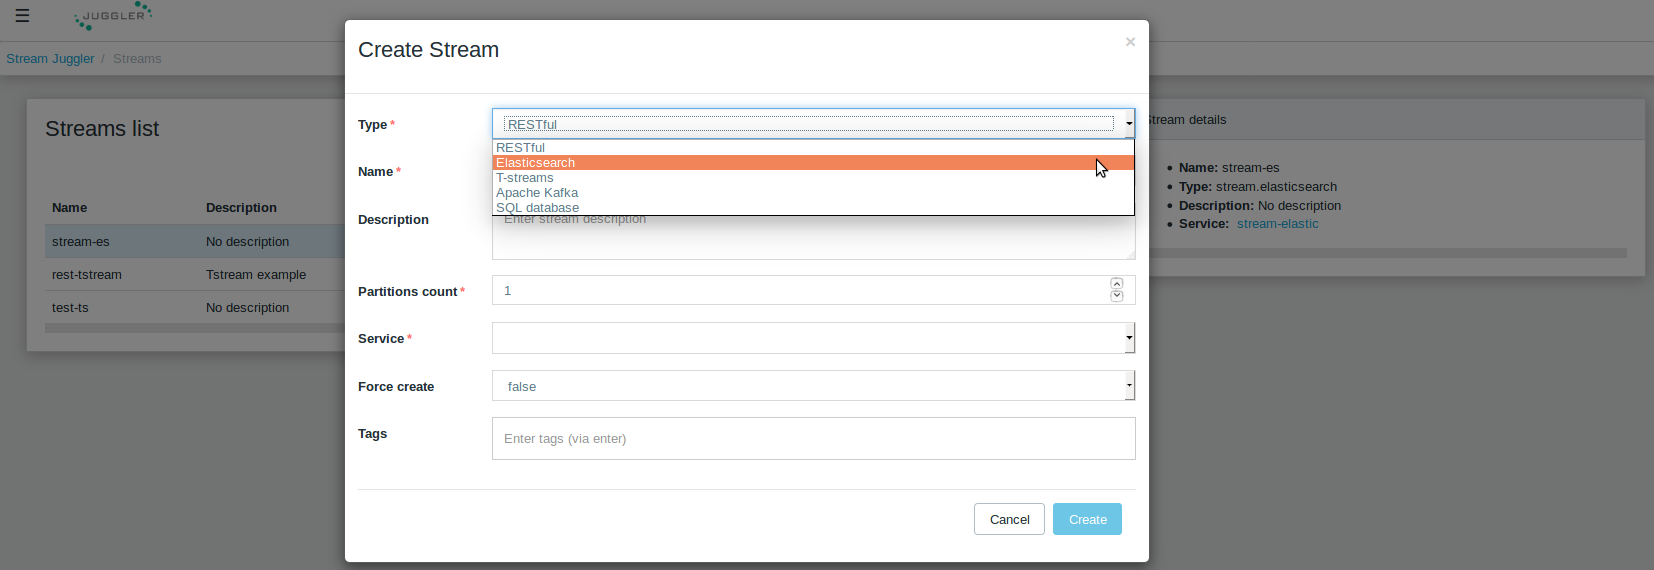 ☰ JUGGLER
Stream Juggler / Streams
Streams list
Name Description
stream-es No description
rest-tstream Tstream example
test-ts No description
Create Stream ×
Type * RESTful
RESTful
Elasticsearch
T-streams
Apache Kafka
SQL database
Name *
Description Enter stream description
Partitions count * 1
Service *
Force create false
Tags Enter tags (via enter)
Cancel Create
Stream details
• Name: stream-es
• Type: stream.elasticsearch
• Description: No description
• Service: stream-elastic